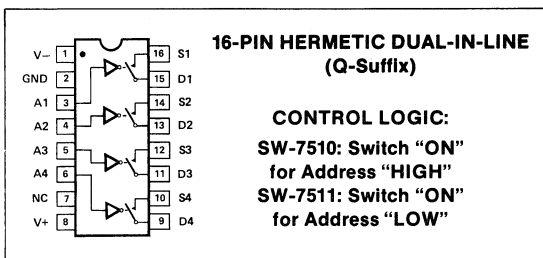 16-PIN HERMETIC DUAL-IN-LINE
(Q-Suffix)
V− 1 16 S1
GND 2 15 D1
A1 3 14 S2
A2 4 13 D2
A3 5 12 S3
A4 6 11 D3
NC 7 10 S4
V+ 8 9 D4
CONTROL LOGIC:
SW-7510: Switch "ON"
for Address "HIGH"
SW-7511: Switch "ON"
for Address "LOW"